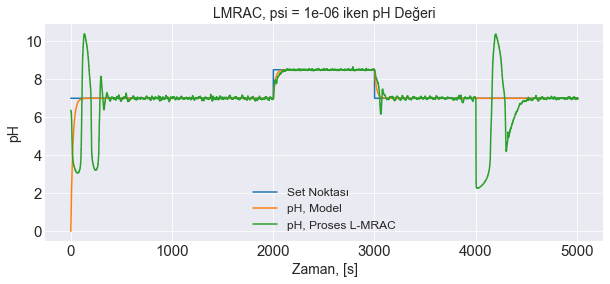 LMRAC, psi = 1e-06 iken pH Değeri
10
8
6
4
2
0
pH
Set Noktası
pH, Model
pH, Proses L-MRAC
0 1000 2000 3000 4000 5000
Zaman, [s]